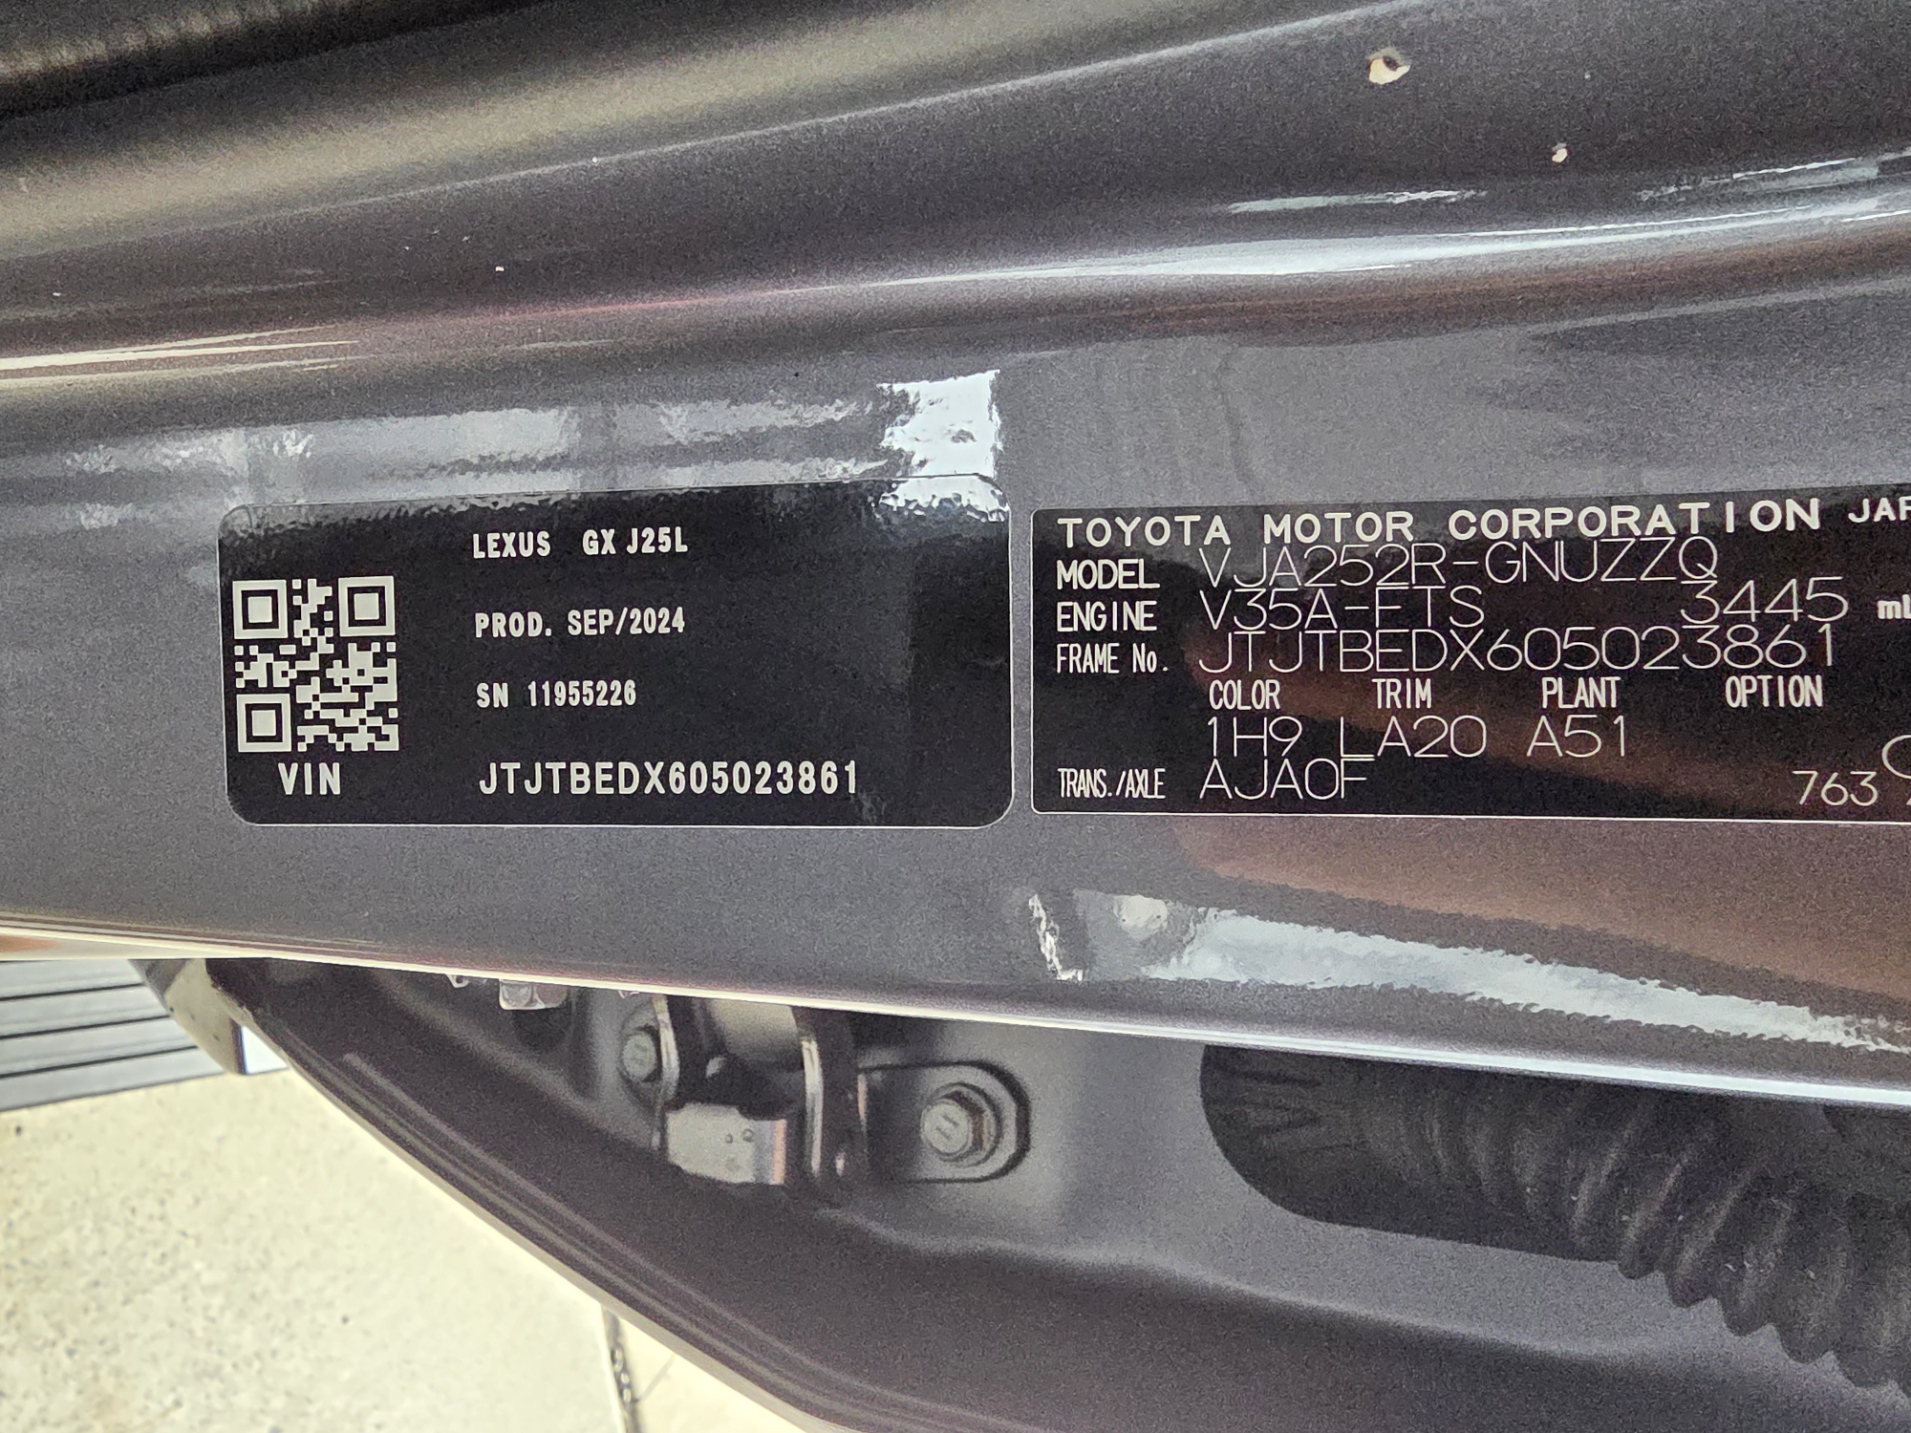 LEXUS GX J25L
PROD. SEP/2024
SN 11955226
VIN JTJTBEDX605023861
TOYOTA MOTOR CORPORATION
MODEL VJA252R-GNUZZQ
ENGINE V35A-FTS 3445
FRAME No. JTJTBEDX605023861
COLOR TRIM PLANT OPTION
1H9 LA20 A51
TRANS./AXLE AJA0F 763